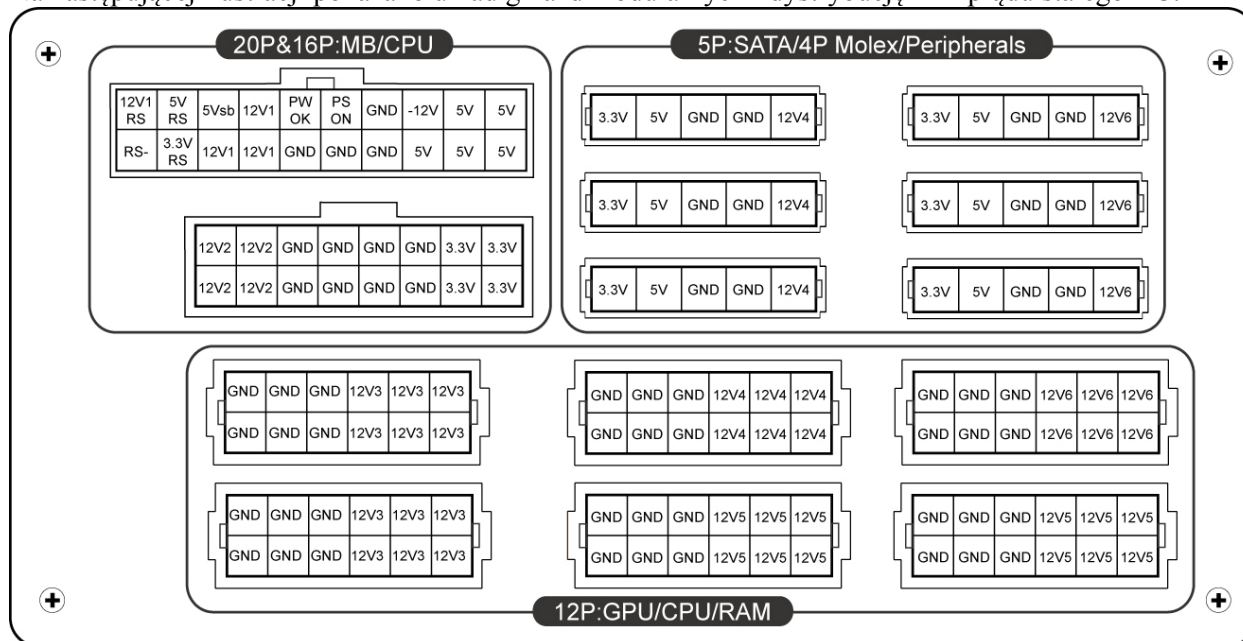 20P&16P:MB/CPU
12V1 RS 5V RS 5Vsb 12V1 PW OK PS ON GND -12V 5V 5V
RS- 3.3V RS 12V1 12V1 GND GND GND 5V 5V 5V
12V2 12V2 GND GND GND GND 3.3V 3.3V
12V2 12V2 GND GND GND GND 3.3V 3.3V
5P:SATA/4P Molex/Peripherals
3.3V 5V GND GND 12V4
3.3V 5V GND GND 12V6
3.3V 5V GND GND 12V4
3.3V 5V GND GND 12V6
3.3V 5V GND GND 12V4
3.3V 5V GND GND 12V6
GND GND GND 12V3 12V3 12V3
GND GND GND 12V3 12V3 12V3
GND GND GND 12V4 12V4 12V4
GND GND GND 12V4 12V4 12V4
GND GND GND 12V6 12V6 12V6
GND GND GND 12V6 12V6 12V6
GND GND GND 12V3 12V3 12V3
GND GND GND 12V3 12V3 12V3
GND GND GND 12V5 12V5 12V5
GND GND GND 12V5 12V5 12V5
GND GND GND 12V5 12V5 12V5
GND GND GND 12V5 12V5 12V5
12P:GPU/CPU/RAM